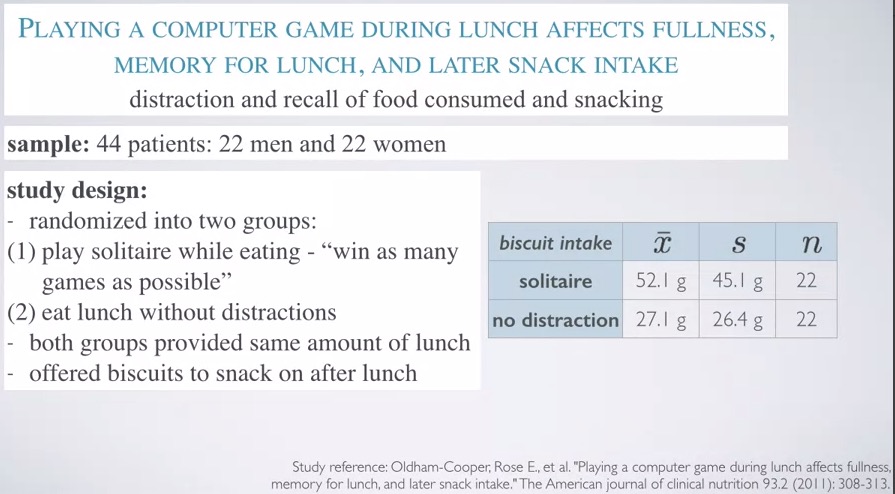 PLAYING A COMPUTER GAME DURING LUNCH AFFECTS FULLNESS,
MEMORY FOR LUNCH, AND LATER SNACK INTAKE
distraction and recall of food consumed and snacking
sample: 44 patients: 22 men and 22 women
study design:
- randomized into two groups:
(1) play solitaire while eating - “win as many
games as possible”
(2) eat lunch without distractions
- both groups provided same amount of lunch
- offered biscuits to snack on after lunch
biscuit intake x̄ s n
solitaire 52.1 g 45.1 g 22
no distraction 27.1 g 26.4 g 22
Study reference: Oldham-Cooper, Rose E., et al. "Playing a computer game during lunch affects fullness,
memory for lunch, and later snack intake." The American journal of clinical nutrition 93.2 (2011): 308-313.